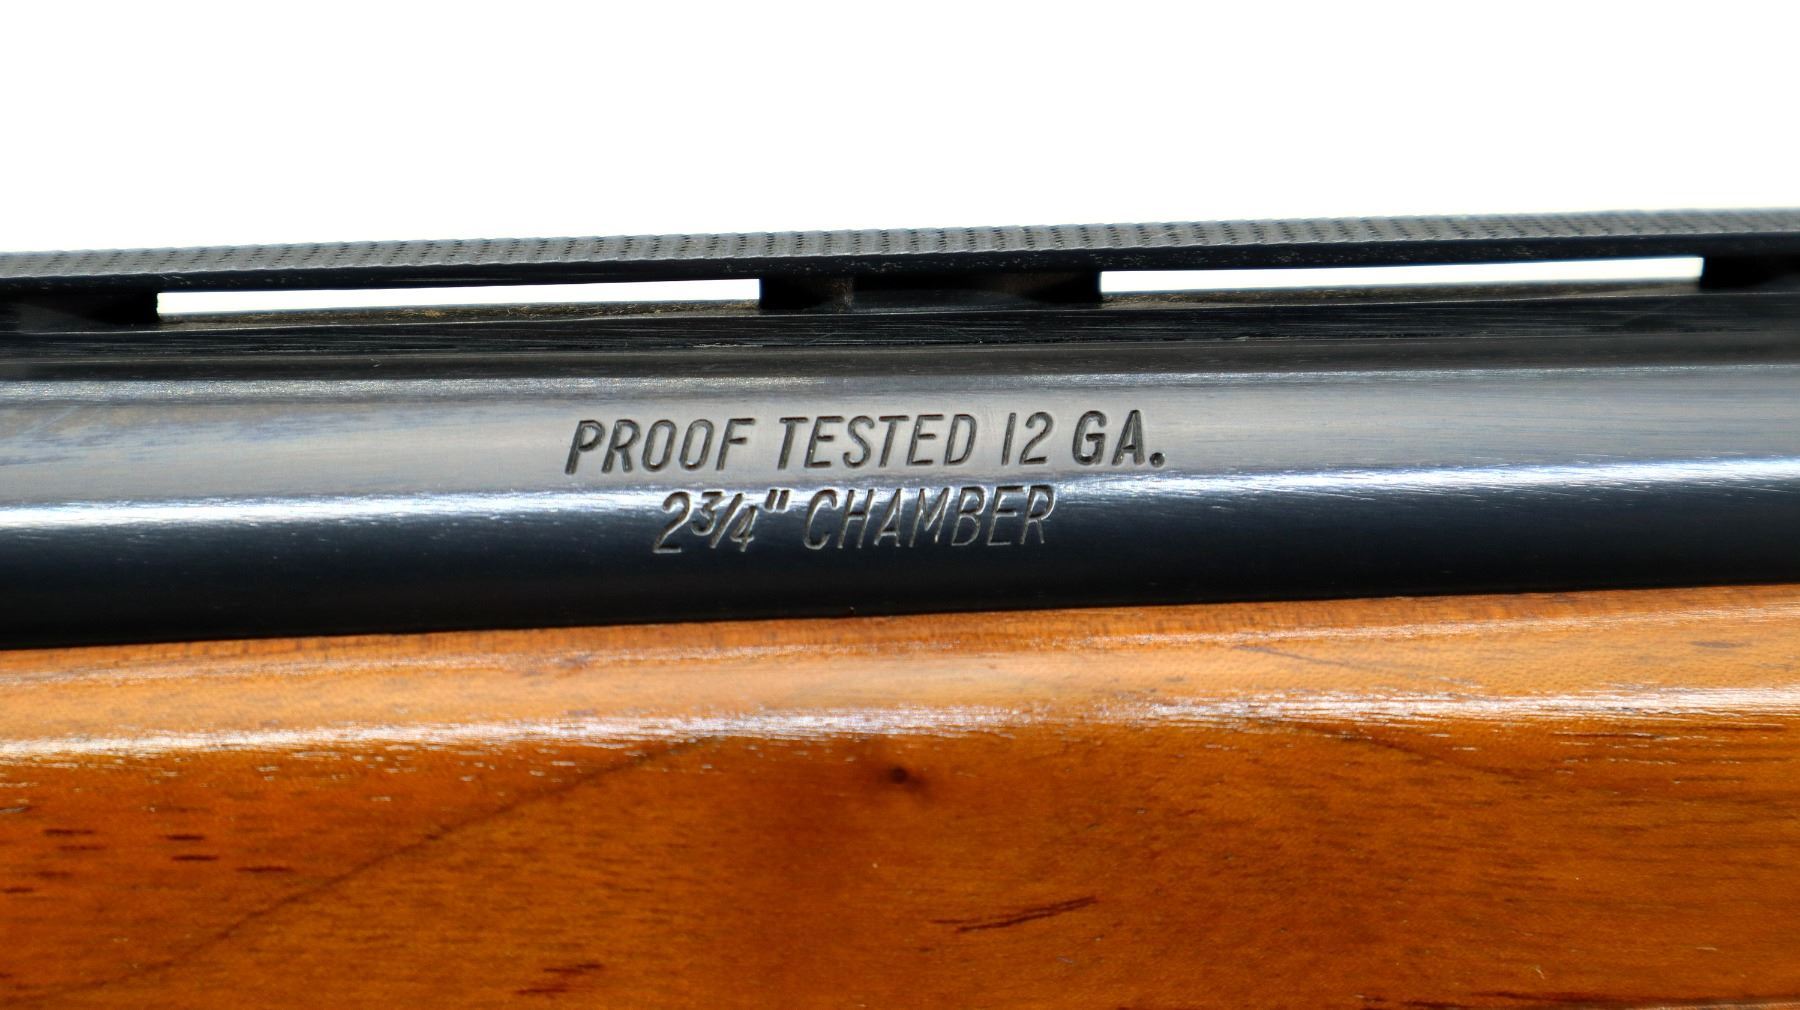 PROOF TESTED 12 GA.
2¾" CHAMBER